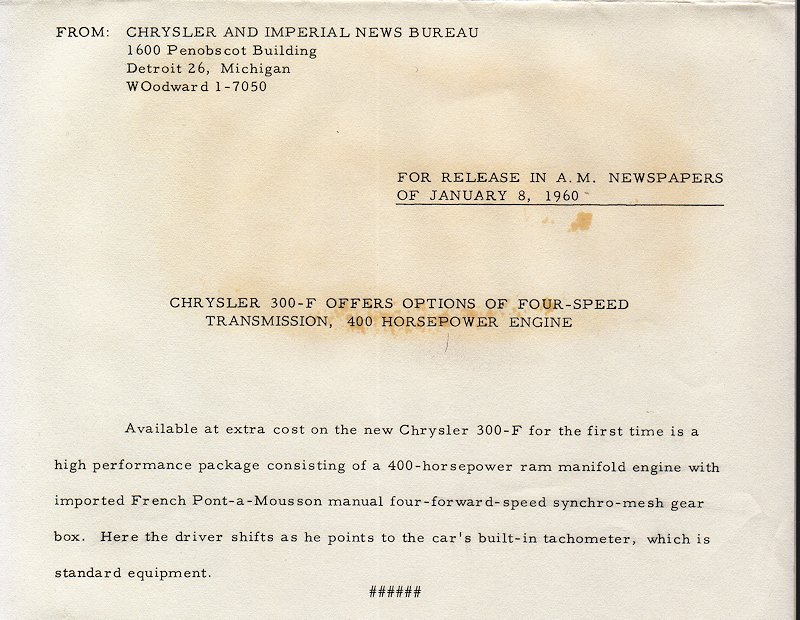 FROM: CHRYSLER AND IMPERIAL NEWS BUREAU
1600 Penobscot Building
Detroit 26, Michigan
WOodward 1-7050
FOR RELEASE IN A.M. NEWSPAPERS
OF JANUARY 8, 1960
CHRYSLER 300-F OFFERS OPTIONS OF FOUR-SPEED
TRANSMISSION, 400 HORSEPOWER ENGINE
Available at extra cost on the new Chrysler 300-F for the first time is a
high performance package consisting of a 400-horsepower ram manifold engine with
imported French Pont-a-Mousson manual four-forward-speed synchro-mesh gear
box. Here the driver shifts as he points to the car's built-in tachometer, which is
standard equipment.
######